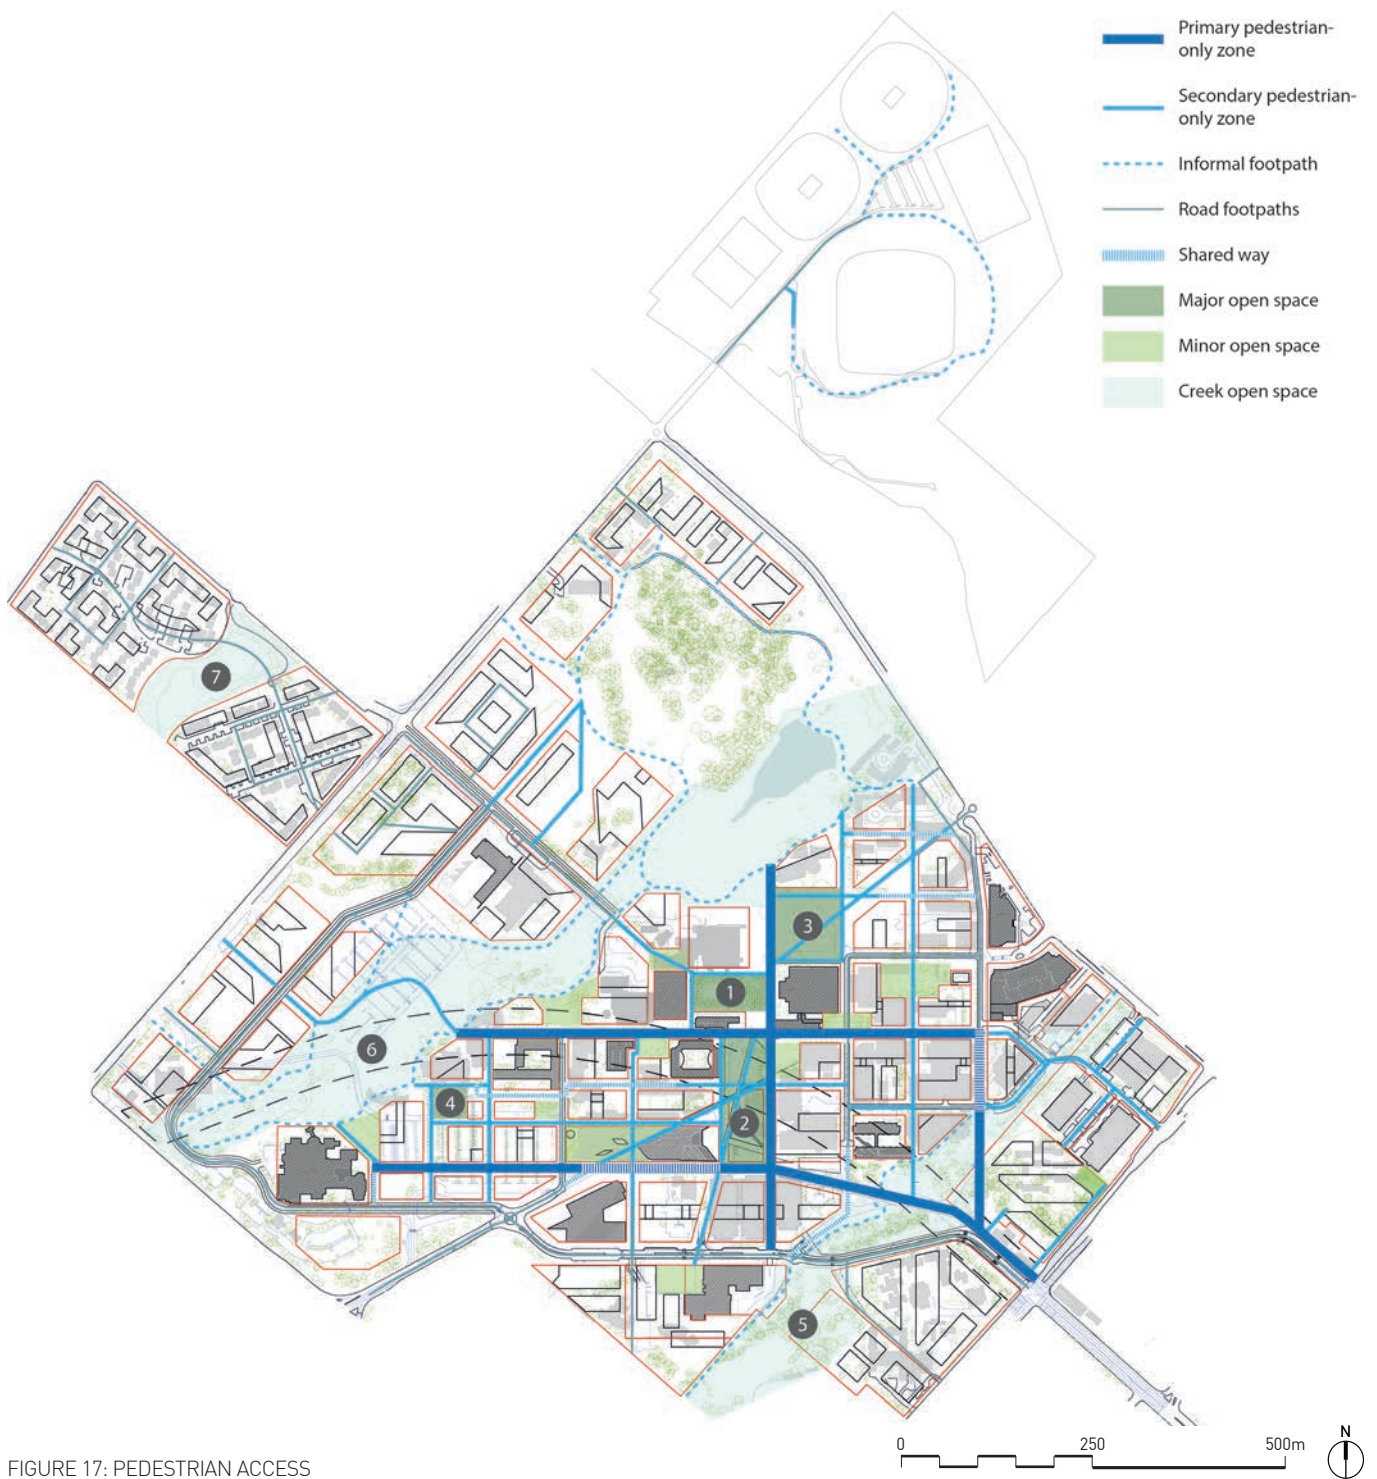 Primary pedestrian-
only zone
Secondary pedestrian-
only zone
Informal footpath
Road footpaths
Shared way
Major open space
Minor open space
Creek open space
7
3
1
6
4
2
5
0 250 500m
N
FIGURE 17: PEDESTRIAN ACCESS